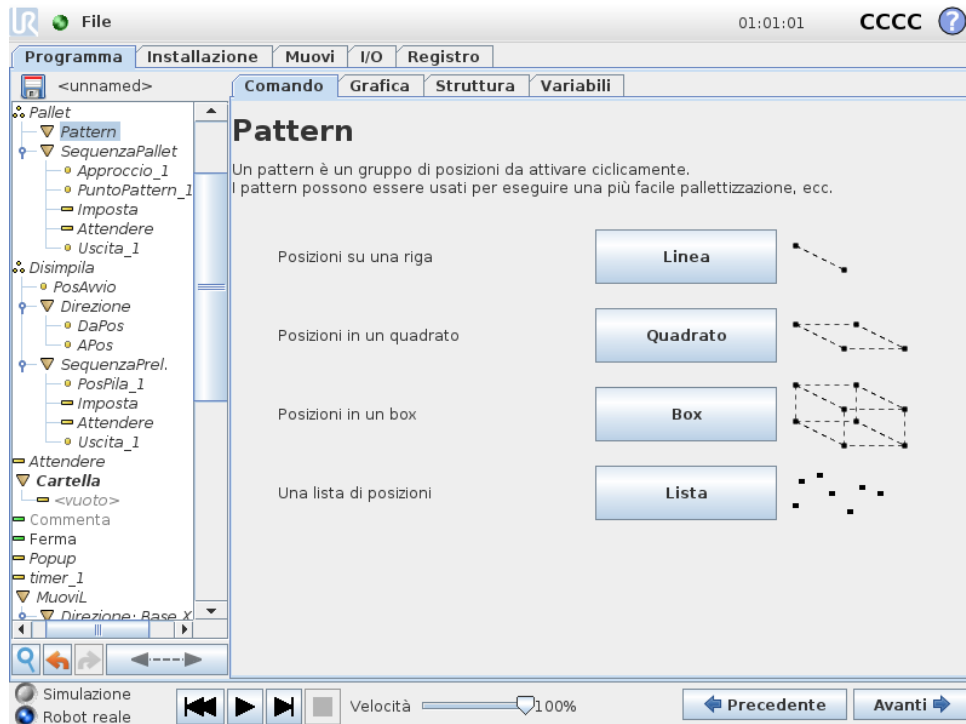 UR File 01:01:01 CCCC ?
Programma Installazione Muovi I/O Registro
<unnamed>
Comando Grafica Struttura Variabili
Pallet
Pattern
SequenzaPallet
Approccio_1
PuntoPattern_1
Imposta
Attendere
Uscita_1
Disimpila
PosAvvio
Direzione
DaPos
APos
SequenzaPrel.
PosPila_1
Imposta
Attendere
Uscita_1
Attendere
Cartella
<vuoto>
Commenta
Ferma
Popup
timer_1
MuoviL
Direzione: Base X
Pattern
Un pattern è un gruppo di posizioni da attivare ciclicamente.
I pattern possono essere usati per eseguire una più facile pallettizzazione, ecc.
Posizioni su una riga Linea
Posizioni in un quadrato Quadrato
Posizioni in un box Box
Una lista di posizioni Lista
Simulazione
Robot reale
Velocità 100%
Precedente Avanti